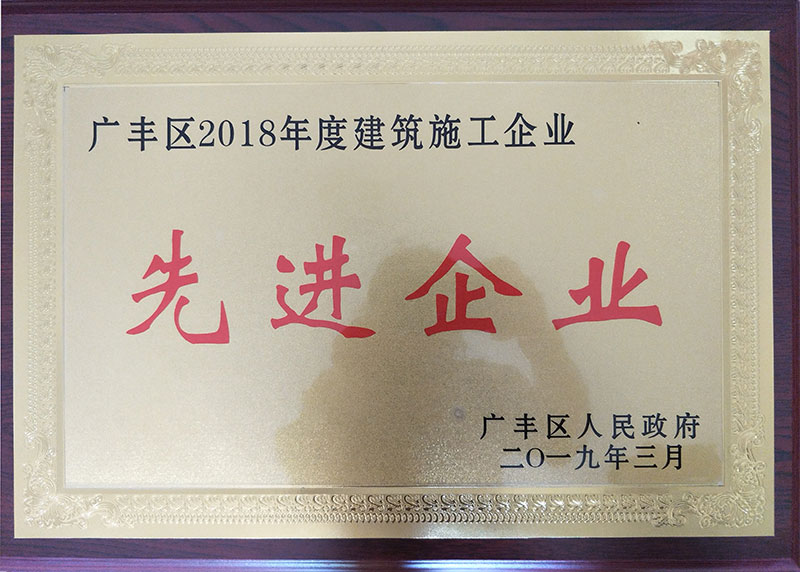 广丰区2018年度建筑施工企业
先进企业
广丰区人民政府
二〇一九年三月